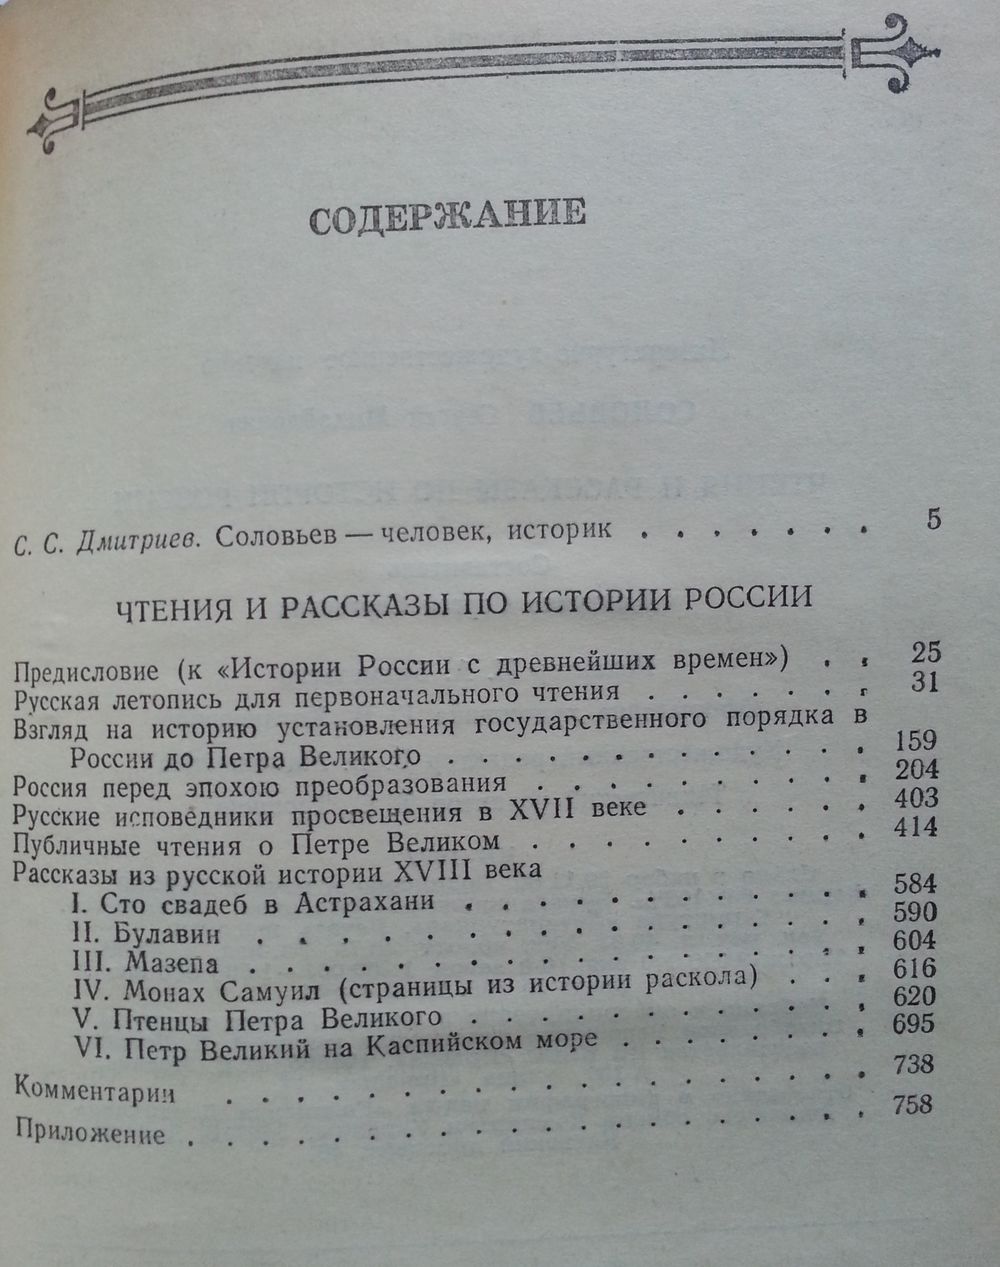 СОДЕРЖАНИЕ
С. С. Дмитриев. Соловьев — человек, историк . . . . . . . 5
ЧТЕНИЯ И РАССКАЗЫ ПО ИСТОРИИ РОССИИ
Предисловие (к «Истории России с древнейших времен») . . 25
Русская летопись для первоначального чтения . . . . . . 31
Взгляд на историю установления государственного порядка в
России до Петра Великого . . . . . . . . . . . 159
Россия перед эпохою преобразования . . . . . . . . . 204
Русские исповедники просвещения в XVII веке . . . . . 403
Публичные чтения о Петре Великом . . . . . . . . . 414
Рассказы из русской истории XVIII века
I. Сто свадеб в Астрахани . . . . . . . . . . . 584
II. Булавин . . . . . . . . . . . . . . . 590
III. Мазепа . . . . . . . . . . . . . . . 604
IV. Монах Самуил (страницы из истории раскола) . . . 616
V. Птенцы Петра Великого . . . . . . . . . . . 620
VI. Петр Великий на Каспийском море . . . . . . . 695
Комментарии . . . . . . . . . . . . . . . . 738
Приложение . . . . . . . . . . . . . . . . . 758